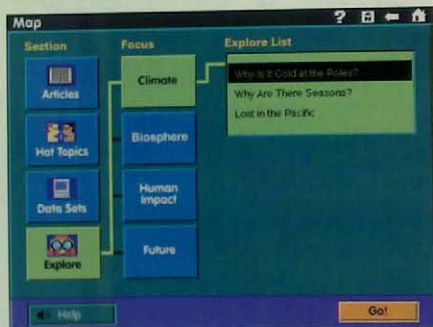 Map
?
Section
Focus
Explore List
Articles
Hot Topics
Data Sets
Explore
Climate
Biosphere
Human
Impact
Future
Why Is It Cold at the Poles?
Why Are There Seasons?
Lost in the Pacific
Help
Go!